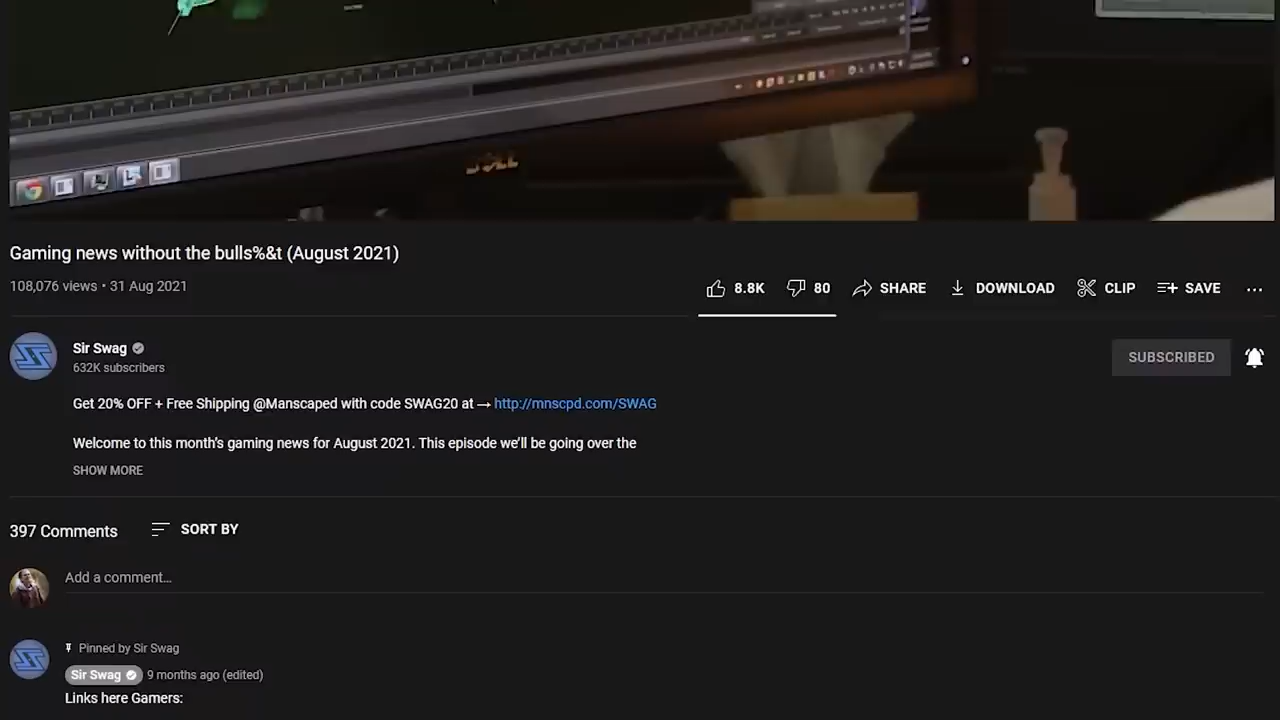 DELL
Gaming news without the bulls%&t (August 2021)
108,076 views • 31 Aug 2021
8.8K
80
SHARE
DOWNLOAD
CLIP
SAVE
Sir Swag
632K subscribers
SUBSCRIBED
Get 20% OFF + Free Shipping @Manscaped with code SWAG20 at → http://mnscpd.com/SWAG
Welcome to this month's gaming news for August 2021. This episode we'll be going over the
SHOW MORE
397 Comments
SORT BY
Add a comment...
Pinned by Sir Swag
Sir Swag 9 months ago (edited)
Links here Gamers: